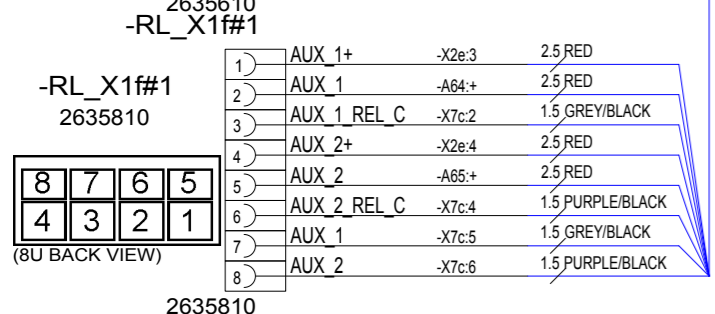 2635610
-RL_X1f#1
1 AUX_1+ -X2e:3 2.5 RED
2 AUX_1 -A64:+ 2.5 RED
3 AUX_1_REL_C -X7c:2 1.5 GREY/BLACK
4 AUX_2+ -X2e:4 2.5 RED
5 AUX_2 -A65:+ 2.5 RED
6 AUX_2_REL_C -X7c:4 1.5 PURPLE/BLACK
7 AUX_1 -X7c:5 1.5 GREY/BLACK
8 AUX_2 -X7c:6 1.5 PURPLE/BLACK
2635810
-RL_X1f#1
2635810
8 7 6 5
4 3 2 1
(8U BACK VIEW)